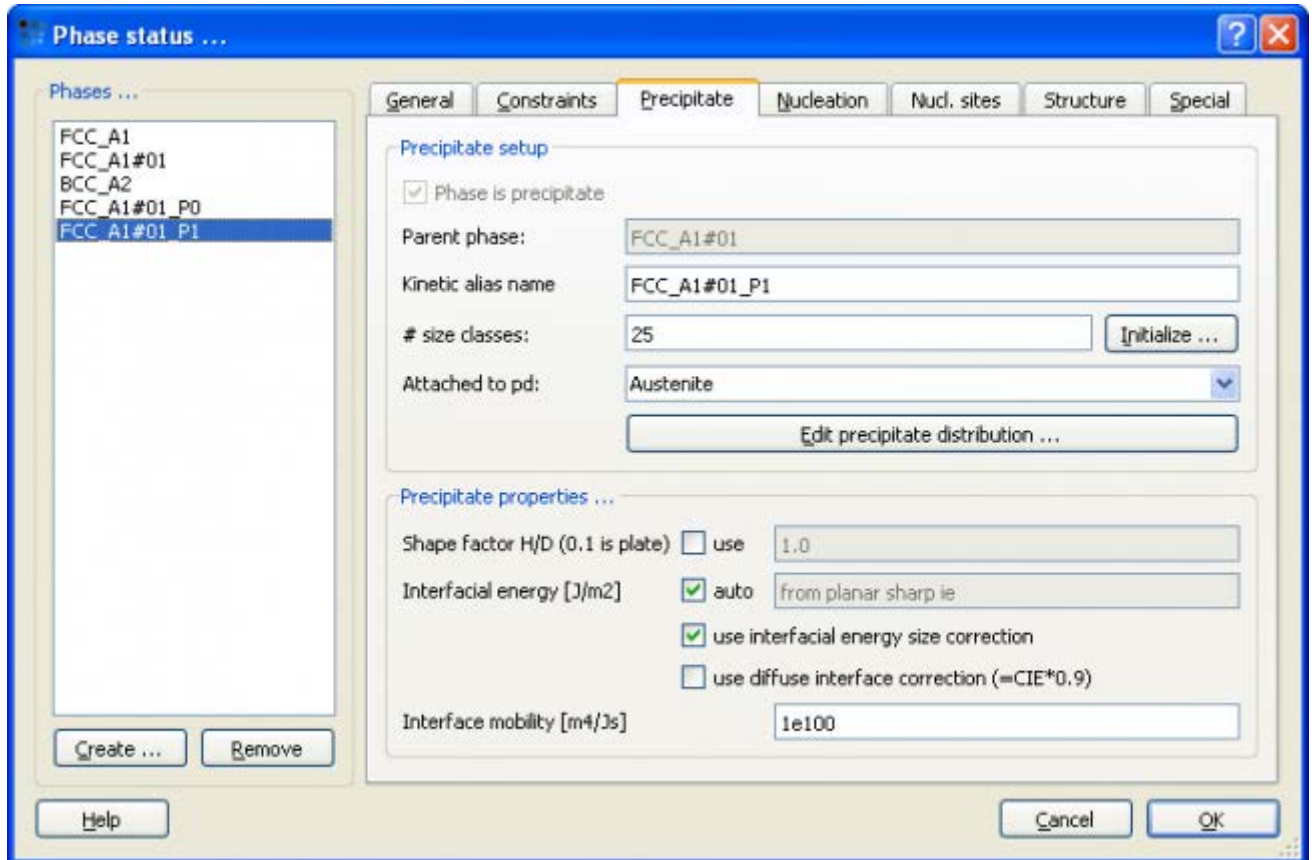 Phase status ...
Phases ...
FCC_A1
FCC_A1#01
BCC_A2
FCC_A1#01_P0
FCC_A1#01_P1
Create ...
Remove
General Constraints Precipitate Nucleation Nucl. sites Structure Special
Precipitate setup
Phase is precipitate
Parent phase: FCC_A1#01
Kinetic alias name FCC_A1#01_P1
# size classes: 25 Initialize ...
Attached to pd: Austenite
Edit precipitate distribution ...
Precipitate properties ...
Shape factor H/D (0.1 is plate) use 1.0
Interfacial energy [J/m2] auto from planar sharp ie
use interfacial energy size correction
use diffuse interface correction (=CIE*0.9)
Interface mobility [m4/Js] 1e100
Help Cancel OK